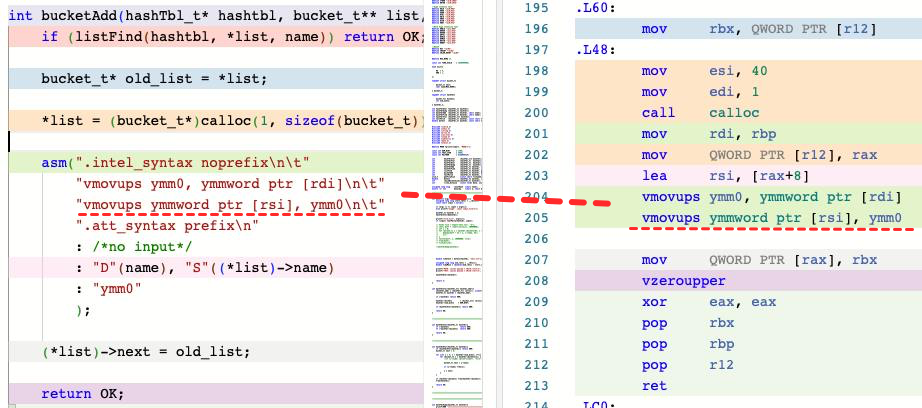 int bucketAdd(hashTbl_t* hashtbl, bucket_t** list,
if (listFind(hashtbl, *list, name)) return OK;
bucket_t* old_list = *list;
*list = (bucket_t*)calloc(1, sizeof(bucket_t))
asm(".intel_syntax noprefix\n\t"
"vmovups ymm0, ymmword ptr [rdi]\n\t"
"vmovups ymmword ptr [rsi], ymm0\n\t"
".att_syntax prefix\n"
: /*no input*/
: "D"(name), "S"((*list)->name)
: "ymm0"
);
(*list)->next = old_list;
return OK;
195 .L60:
196 mov rbx, QWORD PTR [r12]
197 .L48:
198 mov esi, 40
199 mov edi, 1
200 call calloc
201 mov rdi, rbp
202 mov QWORD PTR [r12], rax
203 lea rsi, [rax+8]
204 vmovups ymm0, ymmword ptr [rdi]
205 vmovups ymmword ptr [rsi], ymm0
206
207 mov QWORD PTR [rax], rbx
208 vzeroupper
209 xor eax, eax
210 pop rbx
211 pop rbp
212 pop r12
213 ret
214 .LC0: